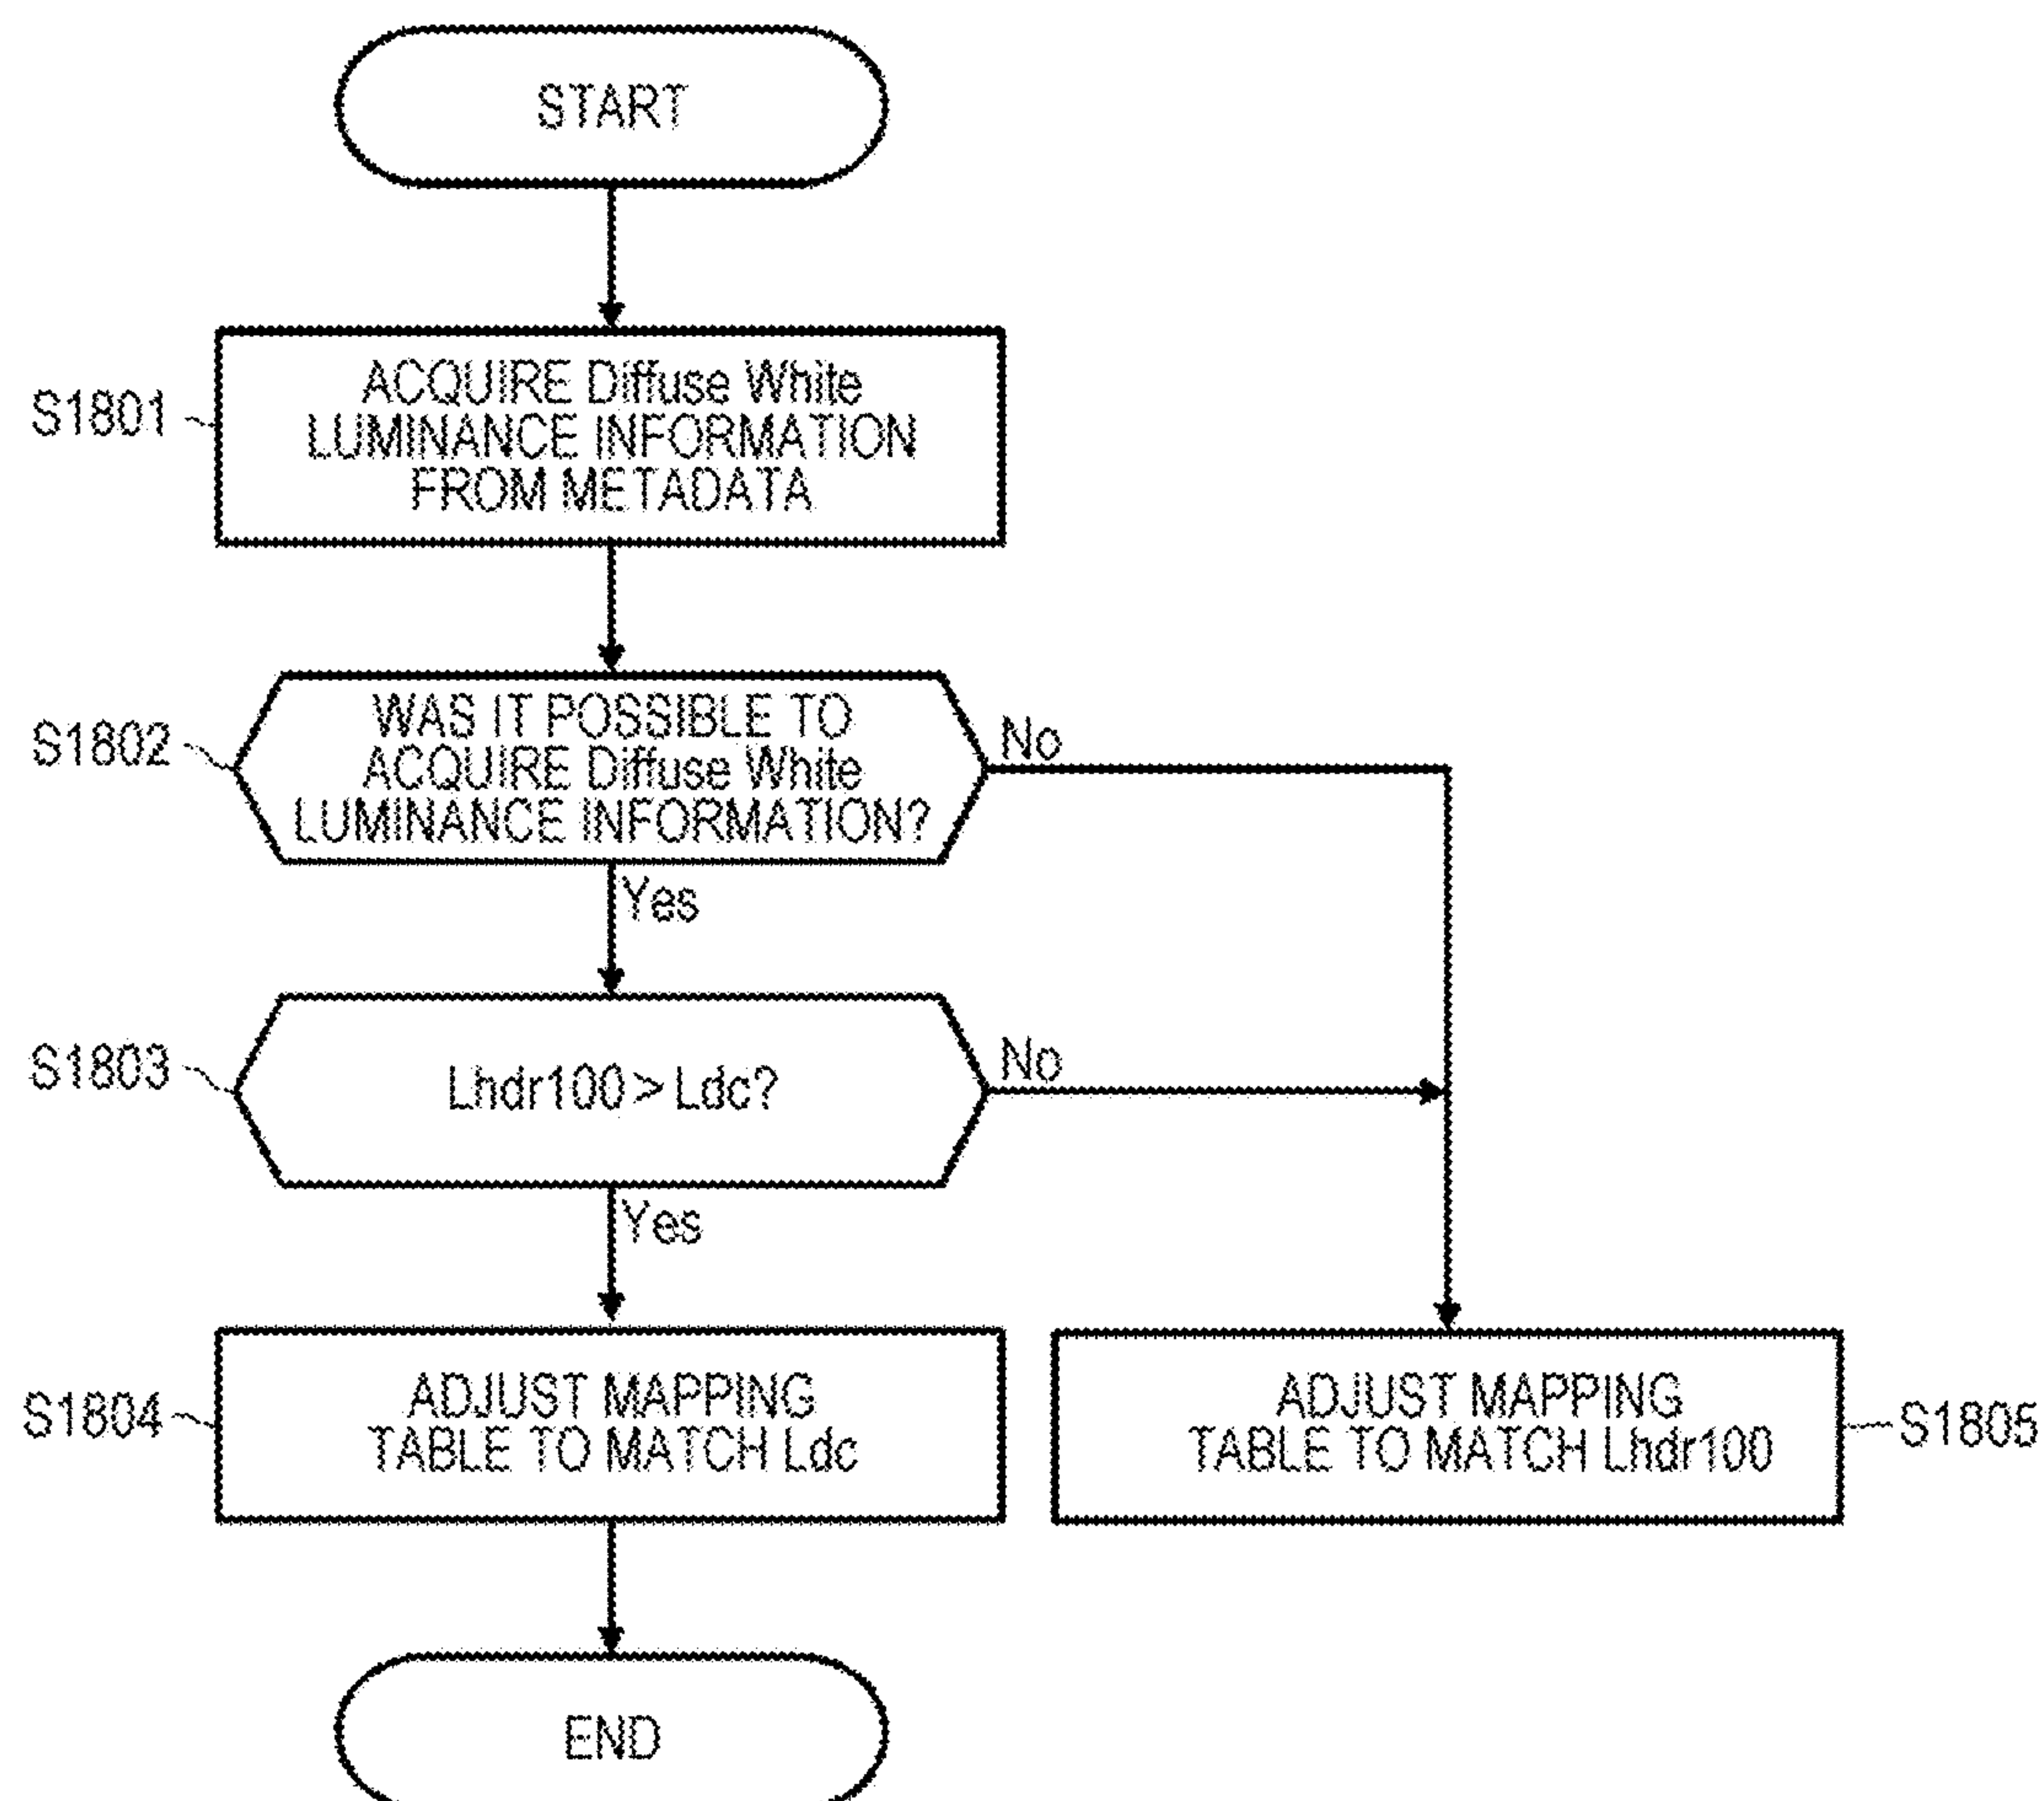 START
S1801
ACQUIRE Diffuse White
LUMINANCE INFORMATION
FROM METADATA
S1802
WAS IT POSSIBLE TO
ACQUIRE Diffuse White
LUMINANCE INFORMATION?
No
Yes
S1803
Lhdr100 > Ldc?
No
Yes
S1804
ADJUST MAPPING
TABLE TO MATCH Ldc
ADJUST MAPPING
TABLE TO MATCH Lhdr100
S1805
END